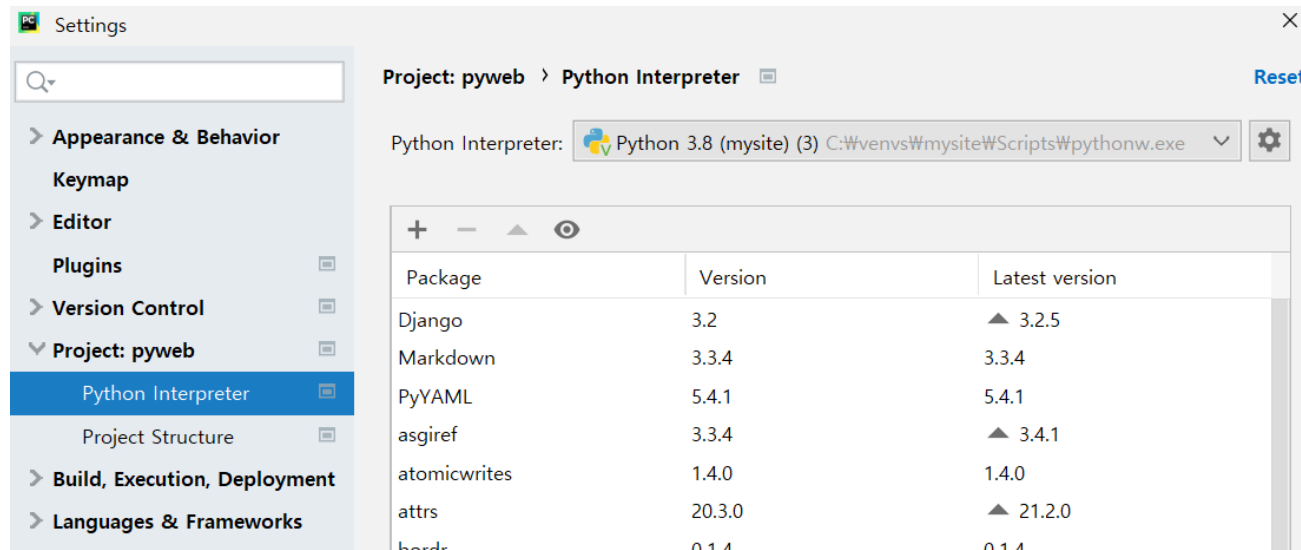 PC Settings
Project: pyweb > Python Interpreter
Reset
Python Interpreter: Python 3.8 (mysite) (3) C:₩venvs₩mysite₩Scripts₩pythonw.exe
Appearance & Behavior
Keymap
Editor
Plugins
Version Control
Project: pyweb
Python Interpreter
Project Structure
Build, Execution, Deployment
Languages & Frameworks
Package Version Latest version
Django 3.2 3.2.5
Markdown 3.3.4 3.3.4
PyYAML 5.4.1 5.4.1
asgiref 3.3.4 3.4.1
atomicwrites 1.4.0 1.4.0
attrs 20.3.0 21.2.0